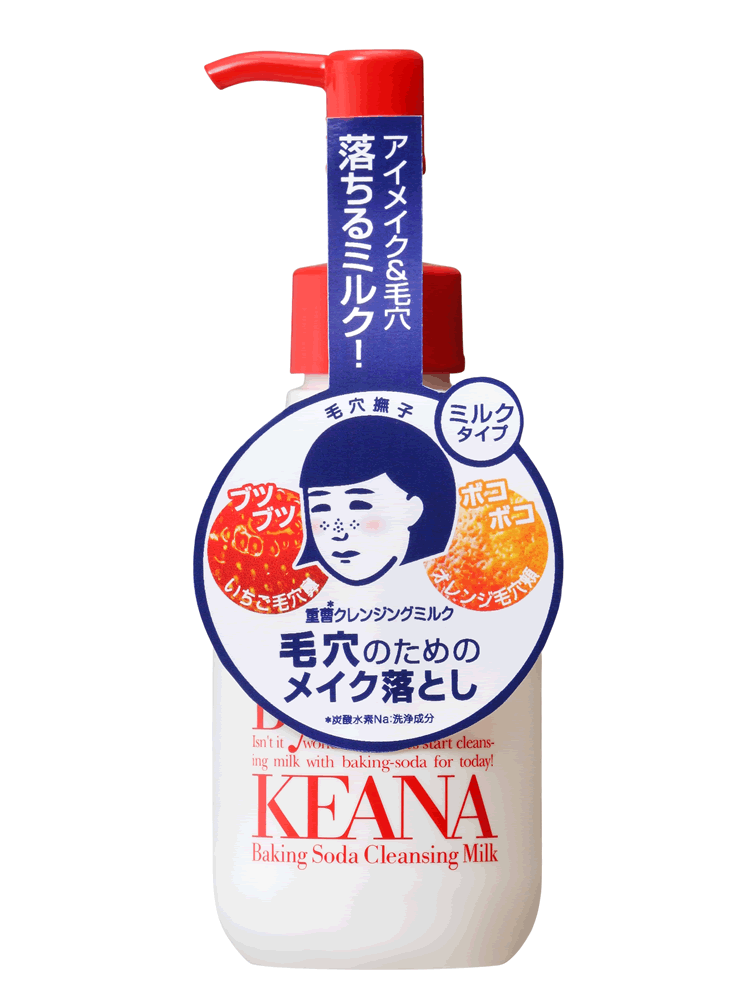 アイメイク&毛穴
落ちるミルク!
毛穴撫子
ミルク
タイプ
ブツ
ブツ
いちご毛穴鼻
ボコ
ボコ
オレンジ毛穴頬
重曹*クレンジングミルク
毛穴のための
メイク落とし
*炭酸水素Na:洗浄成分
Isn't it start cleans-
ing milk with baking-soda for today!
KEANA
Baking Soda Cleansing Milk